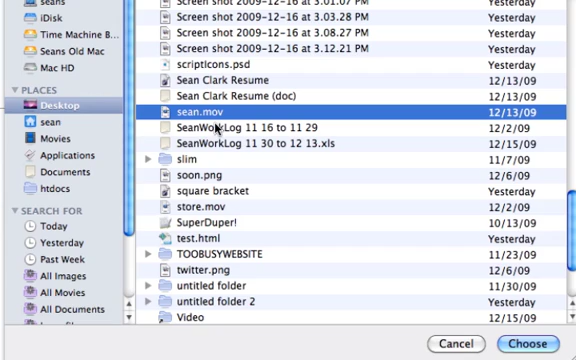 seans
Screen shot 2009-12-16 at 3.01.07 PM Yesterday
iDisk
Screen shot 2009-12-16 at 3.03.28 PM Yesterday
Time Machine B...
Screen shot 2009-12-16 at 3.08.27 PM Yesterday
Seans Old Mac
Screen shot 2009-12-16 at 3.12.21 PM Yesterday
Mac HD
scripticons.psd Yesterday
Sean Clark Resume 12/13/09
PLACES
Sean Clark Resume (doc) 12/13/09
Desktop
sean.mov 12/13/09
sean
SeanWorkLog 11 16 to 11 29 12/2/09
Movies
SeanWorkLog 11 30 to 12 13.xls 12/15/09
Applications
slim 11/7/09
Documents
soon.png 12/6/09
htdocs
square bracket Yesterday
store.mov 12/2/09
SEARCH FOR
SuperDuper! 10/13/09
Today
test.html Yesterday
Yesterday
TOOBUSYWEBSITE 11/23/09
Past Week
twitter.png 12/6/09
All Images
untitled folder 11/30/09
All Movies
untitled folder 2 Yesterday
All Documents
Video 12/15/09
Cancel Choose